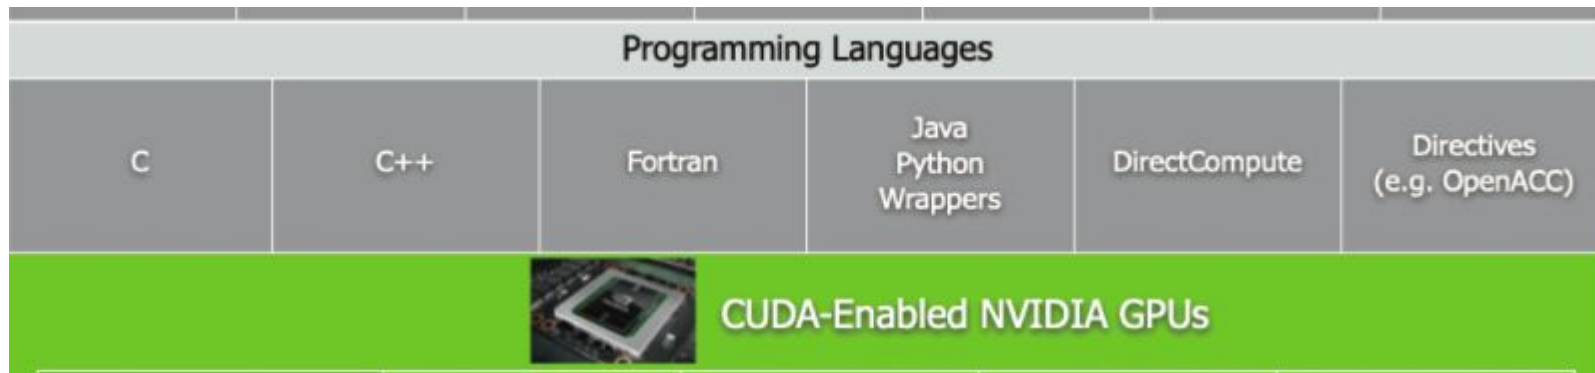 Programming Languages
C
C++
Fortran
Java
Python
Wrappers
DirectCompute
Directives
(e.g. OpenACC)
CUDA-Enabled NVIDIA GPUs